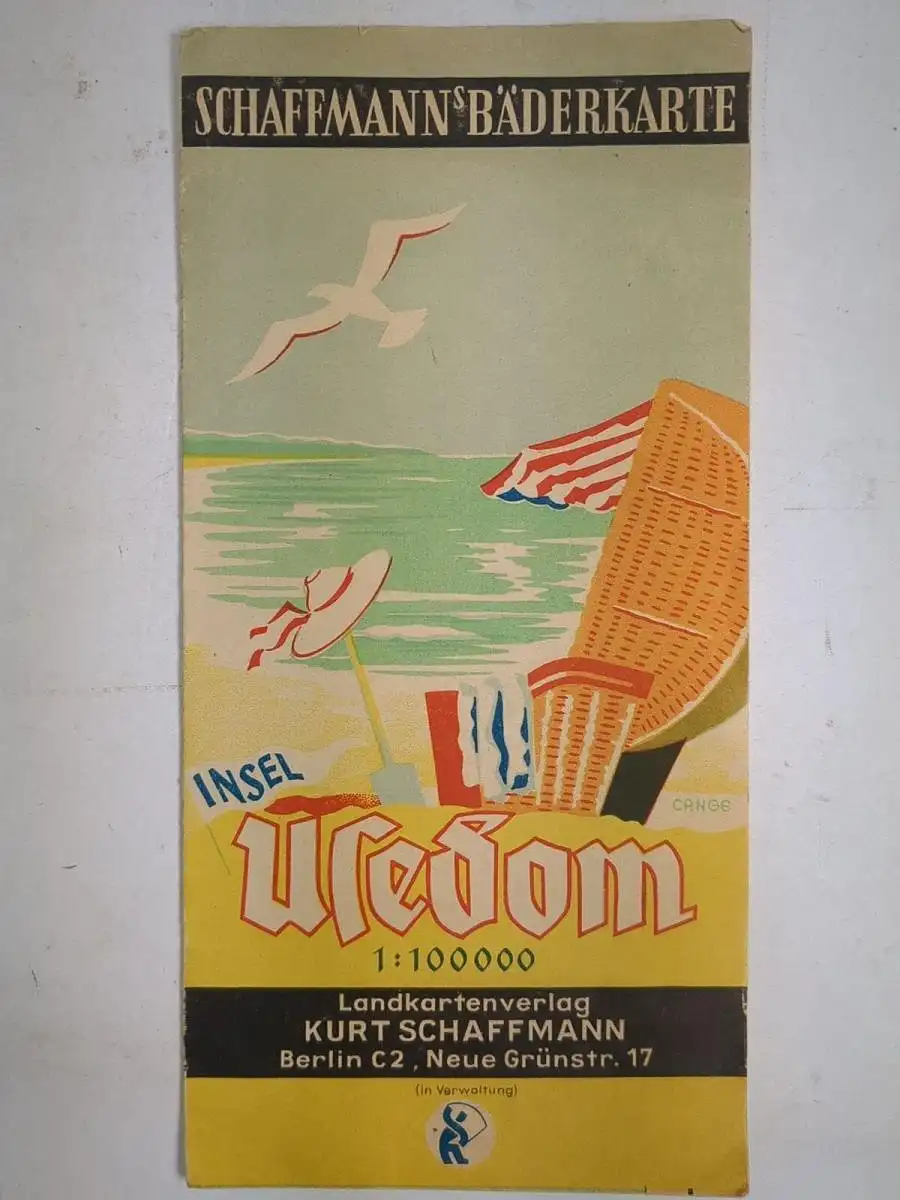 SCHAFFMANNS BÄDERKARTE
INSEL
Usedom
CANGE
1:100000
Landkartenverlag
KURT SCHAFFMANN
Berlin C2, Neue Grünstr. 17
(in Verwaltung)